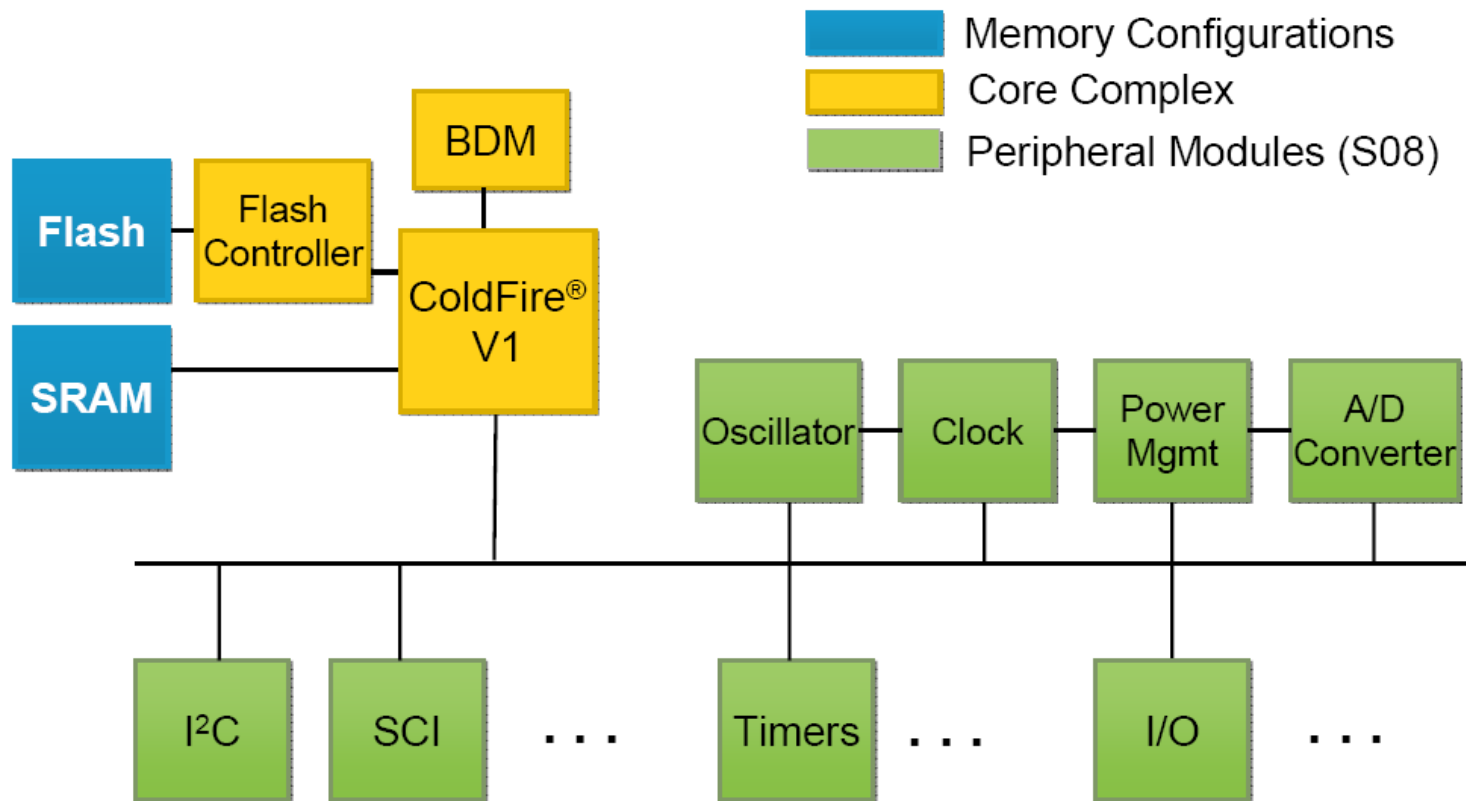 Memory Configurations
Core Complex
Peripheral Modules (S08)
BDM
Flash
Flash
Controller
ColdFire®
V1
SRAM
Oscillator
Clock
Power
Mgmt
A/D
Converter
I²C
SCI
. . .
Timers
. . .
I/O
. . .